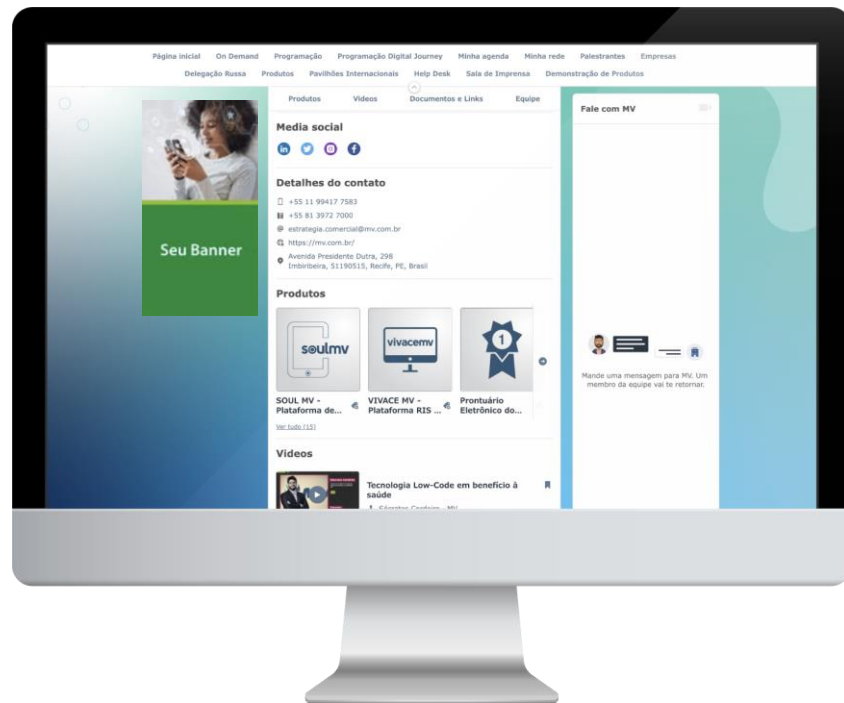 Página inicial On Demand Programação Programação Digital Journey Minha agenda Minha rede Palestrantes Empresas
Delegação Russa Produtos Pavilhões Internacionais Help Desk Sala de Imprensa Demonstração de Produtos
Produtos Videos Documentos e Links Equipe
Fale com MV
Media social
Detalhes do contato
+55 11 99417 7583
+55 81 3972 7000
estrategia.comercial@mv.com.br
https://mv.com.br/
Avenida Presidente Dutra, 298
Imbiribeira, 51190515, Recife, PE, Brasil
Seu Banner
Produtos
soulmv
vivacemv
1
SOUL MV -
Plataforma de...
VIVACE MV -
Plataforma RIS ...
Prontuário
Eletrônico do...
Ver tudo (15)
Mande uma mensagem para MV. Um
membro da equipe vai te retornar.
Videos
Tecnologia Low-Code em benefício à
saúde